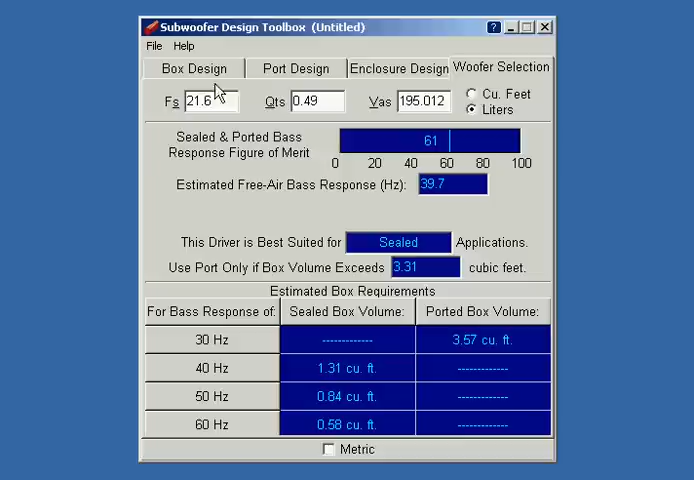 Subwoofer Design Toolbox (Untitled)
File Help
Box Design Port Design Enclosure Design Woofer Selection
Fs 21.6 Qts 0.49 Vas 195.012 Cu. Feet
Liters
Sealed & Ported Bass
Response Figure of Merit
61
0 20 40 60 80 100
Estimated Free-Air Bass Response (Hz): 39.7
This Driver is Best Suited for Sealed Applications.
Use Port Only if Box Volume Exceeds 3.31 cubic feet.
Estimated Box Requirements
For Bass Response of: Sealed Box Volume: Ported Box Volume:
30 Hz ------------- 3.57 cu. ft.
40 Hz 1.31 cu. ft. -------------
50 Hz 0.84 cu. ft. -------------
60 Hz 0.58 cu. ft. -------------
Metric